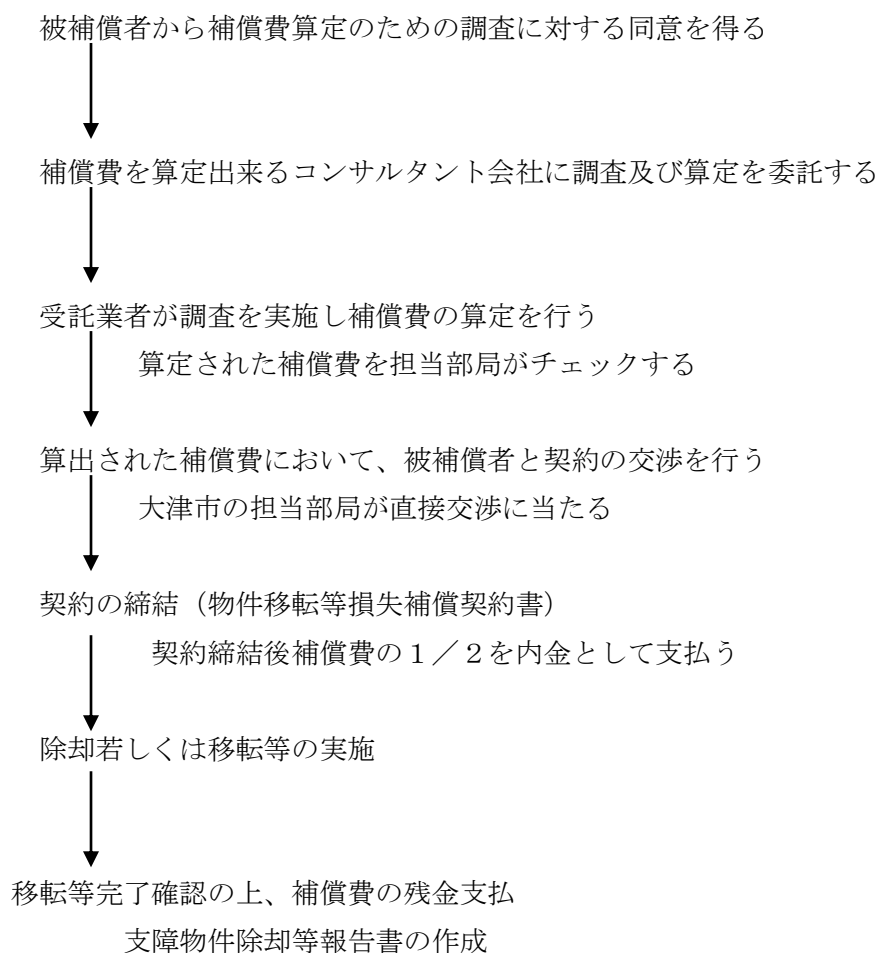 被補償者から補償費算定のための調査に対する同意を得る
補償費を算定出来るコンサルタント会社に調査及び算定を委託する
受託業者が調査を実施し補償費の算定を行う
算定された補償費を担当部局がチェックする
算出された補償費において、被補償者と契約の交渉を行う
大津市の担当部局が直接交渉に当たる
契約の締結（物件移転等損失補償契約書）
契約締結後補償費の１／２を内金として支払う
除却若しくは移転等の実施
移転等完了確認の上、補償費の残金支払
支障物件除却等報告書の作成